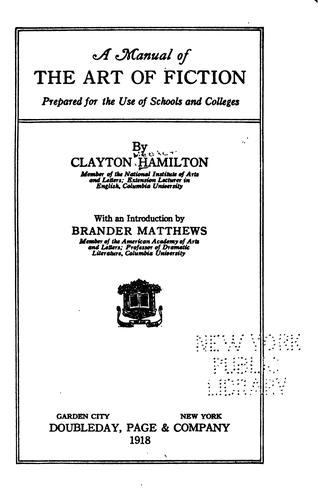 A Manual of
THE ART OF FICTION
Prepared for the Use of Schools and Colleges
By
CLAYTON HAMILTON
Member of the National Institute of Arts
and Letters; Extension Lecturer in
English, Columbia University
With an Introduction by
BRANDER MATTHEWS
Member of the American Academy of Arts
and Letters; Professor of Dramatic
Literature, Columbia University
NEW YORK
PUBLIC
LIBRARY
GARDEN CITY NEW YORK
DOUBLEDAY, PAGE & COMPANY
1918